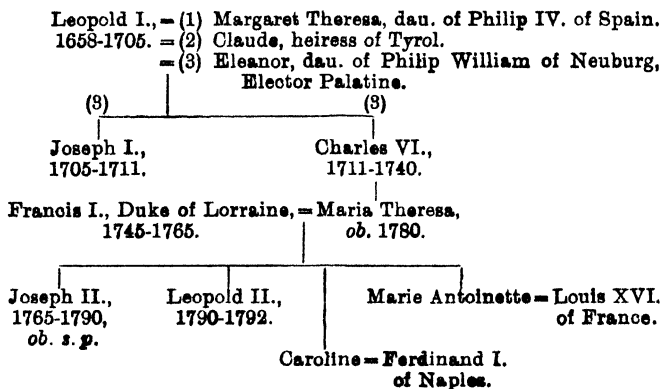 Leopold I., = (1) Margaret Theresa, dau. of Philip IV. of Spain.
1658-1705. = (2) Claude, heiress of Tyrol.
= (3) Eleanor, dau. of Philip William of Neuburg,
Elector Palatine.
(3) (3)
Joseph I., Charles VI.,
1705-1711. 1711-1740.
Francis I., Duke of Lorraine, = Maria Theresa,
1745-1765. ob. 1780.
Joseph II., Leopold II., Marie Antoinette = Louis XVI.
1765-1790, 1790-1792. of France.
ob. s. p.
Caroline = Ferdinand I.
of Naples.